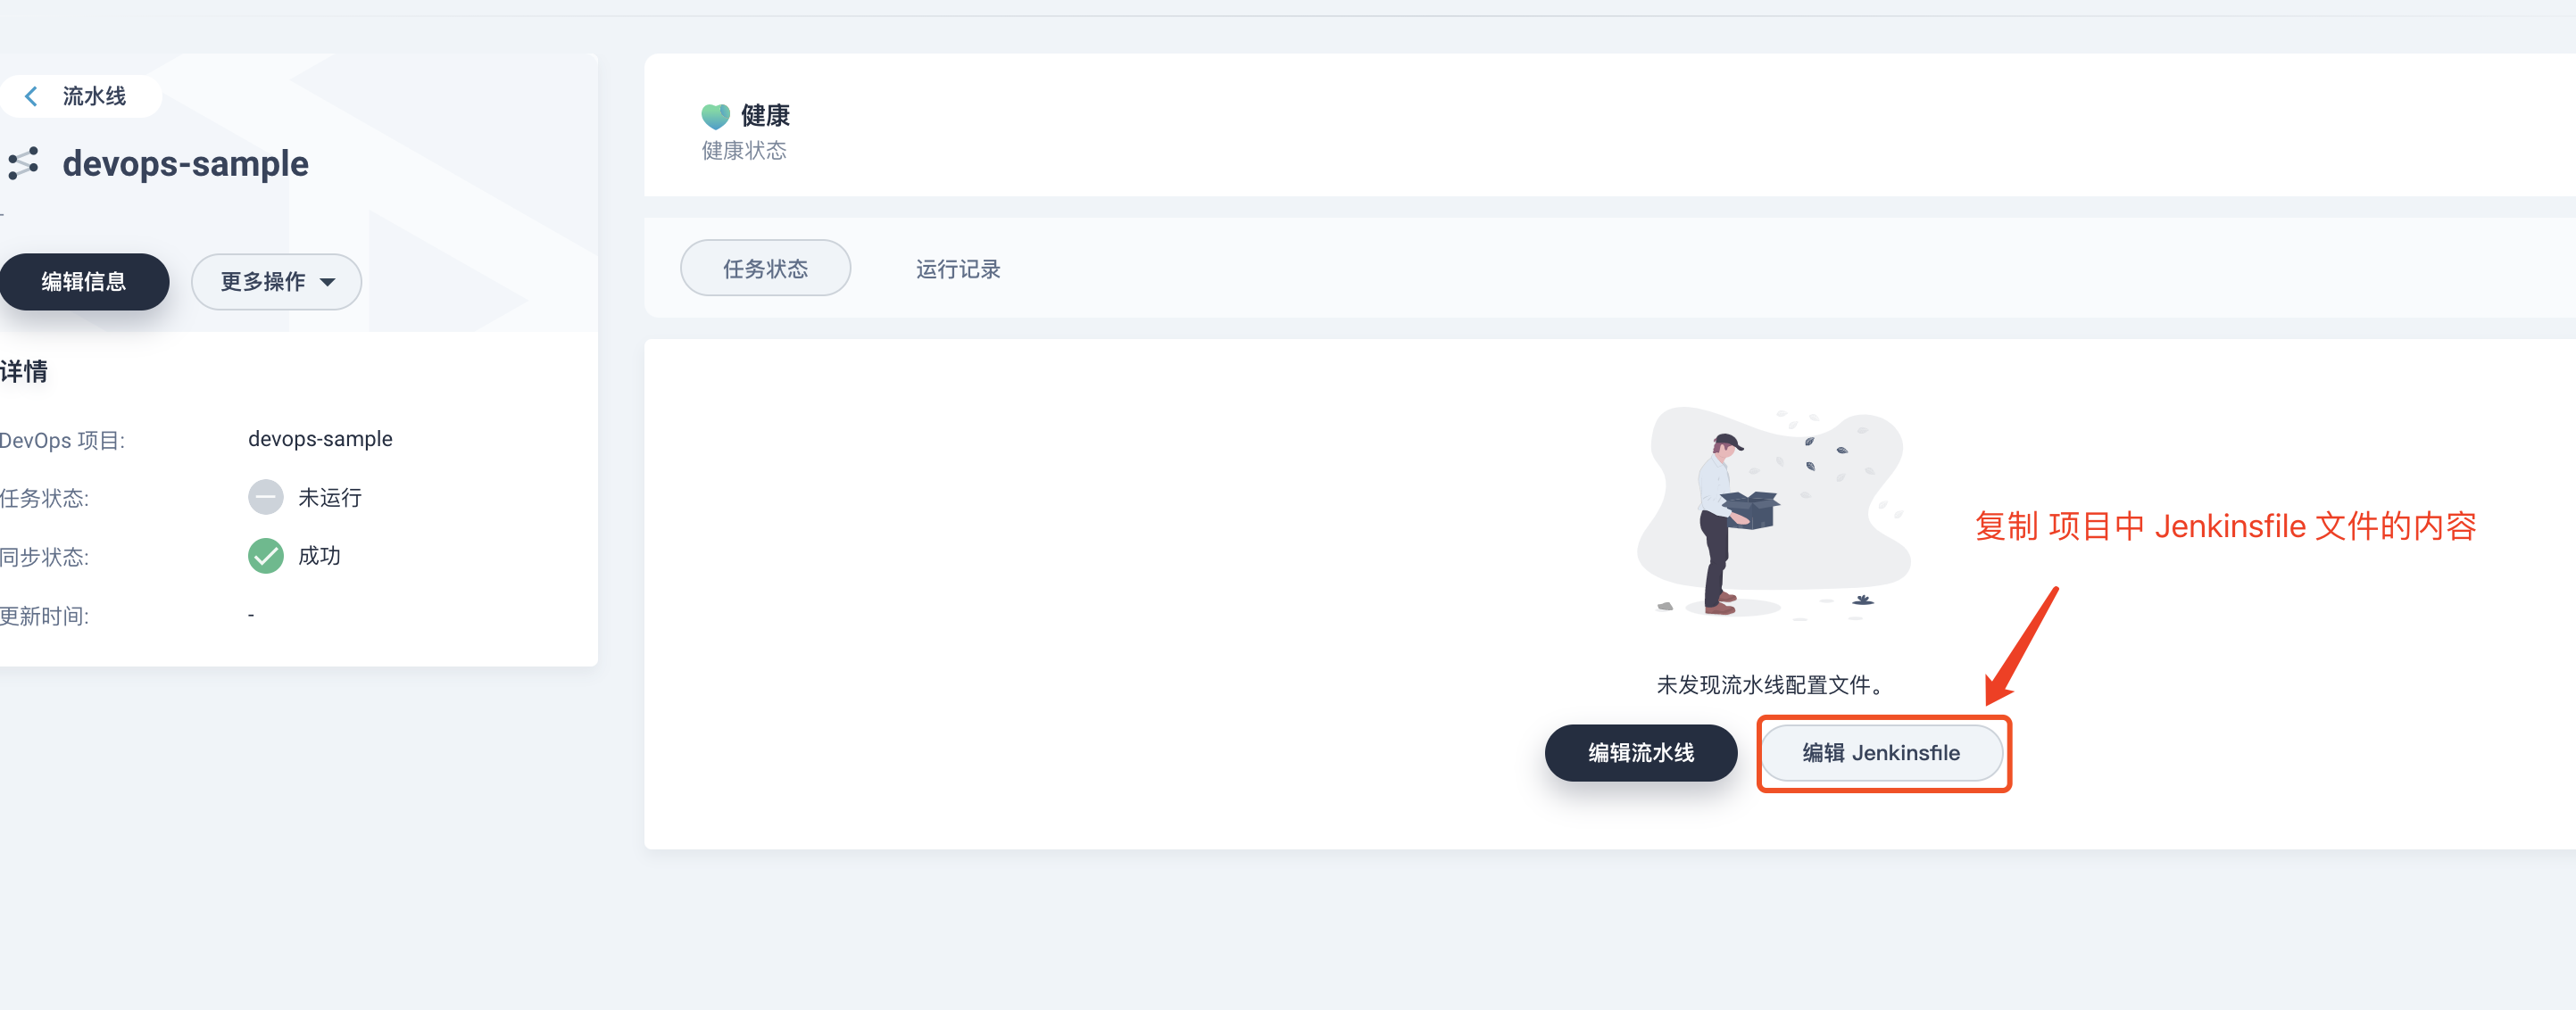 流水线
devops-sample
-
编辑信息
更多操作
详情
DevOps 项目:
devops-sample
任务状态:
未运行
同步状态:
成功
更新时间:
-
健康
健康状态
任务状态
运行记录
复制 项目中 Jenkinsfile 文件的内容
未发现流水线配置文件。
编辑流水线
编辑 Jenkinsfile